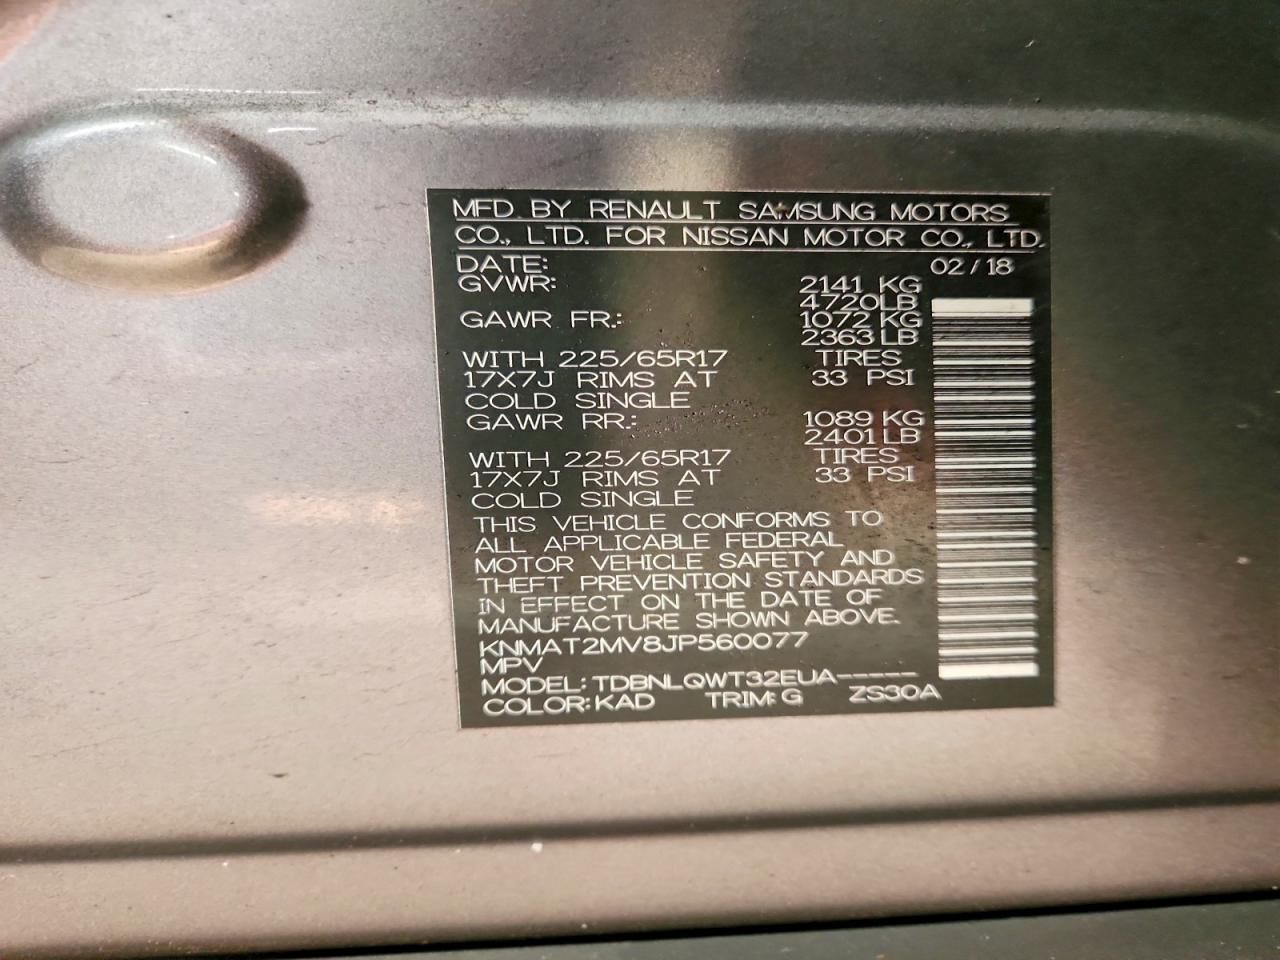 MFD. BY RENAULT SAMSUNG MOTORS
CO., LTD. FOR NISSAN MOTOR CO., LTD.
DATE: 02/18
GVWR: 2141 KG
4720LB
GAWR FR.: 1072 KG
2363 LB
WITH 225/65R17 TIRES
17X7J RIMS AT 33 PSI
COLD SINGLE
GAWR RR.: 1089 KG
2401 LB
WITH 225/65R17 TIRES
17X7J RIMS AT 33 PSI
COLD SINGLE
THIS VEHICLE CONFORMS TO
ALL APPLICABLE FEDERAL
MOTOR VEHICLE SAFETY AND
THEFT PREVENTION STANDARDS
IN EFFECT ON THE DATE OF
MANUFACTURE SHOWN ABOVE.
KNMAT2MV8JP560077
MPV
MODEL: TDBNLQWT32EUA-----
COLOR: KAD TRIM: G ZS30A